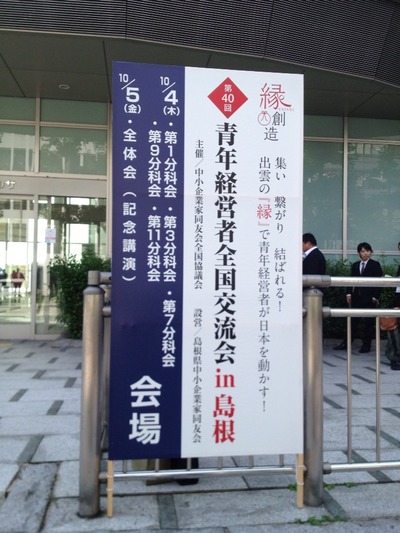 縁創造
集い 繋がり 結ばれる！
出雲の『縁』で青年経営者が日本を動かす！
第40回
青年経営者全国交流会 in 島根
主催／中小企業家同友会全国協議会 設営／島根県中小企業家同友会
10/4(木)・第1分科会・第3分科会・第7分科会
・第9分科会・第11分科会
10/5(金)・全体会（記念講演）
会場